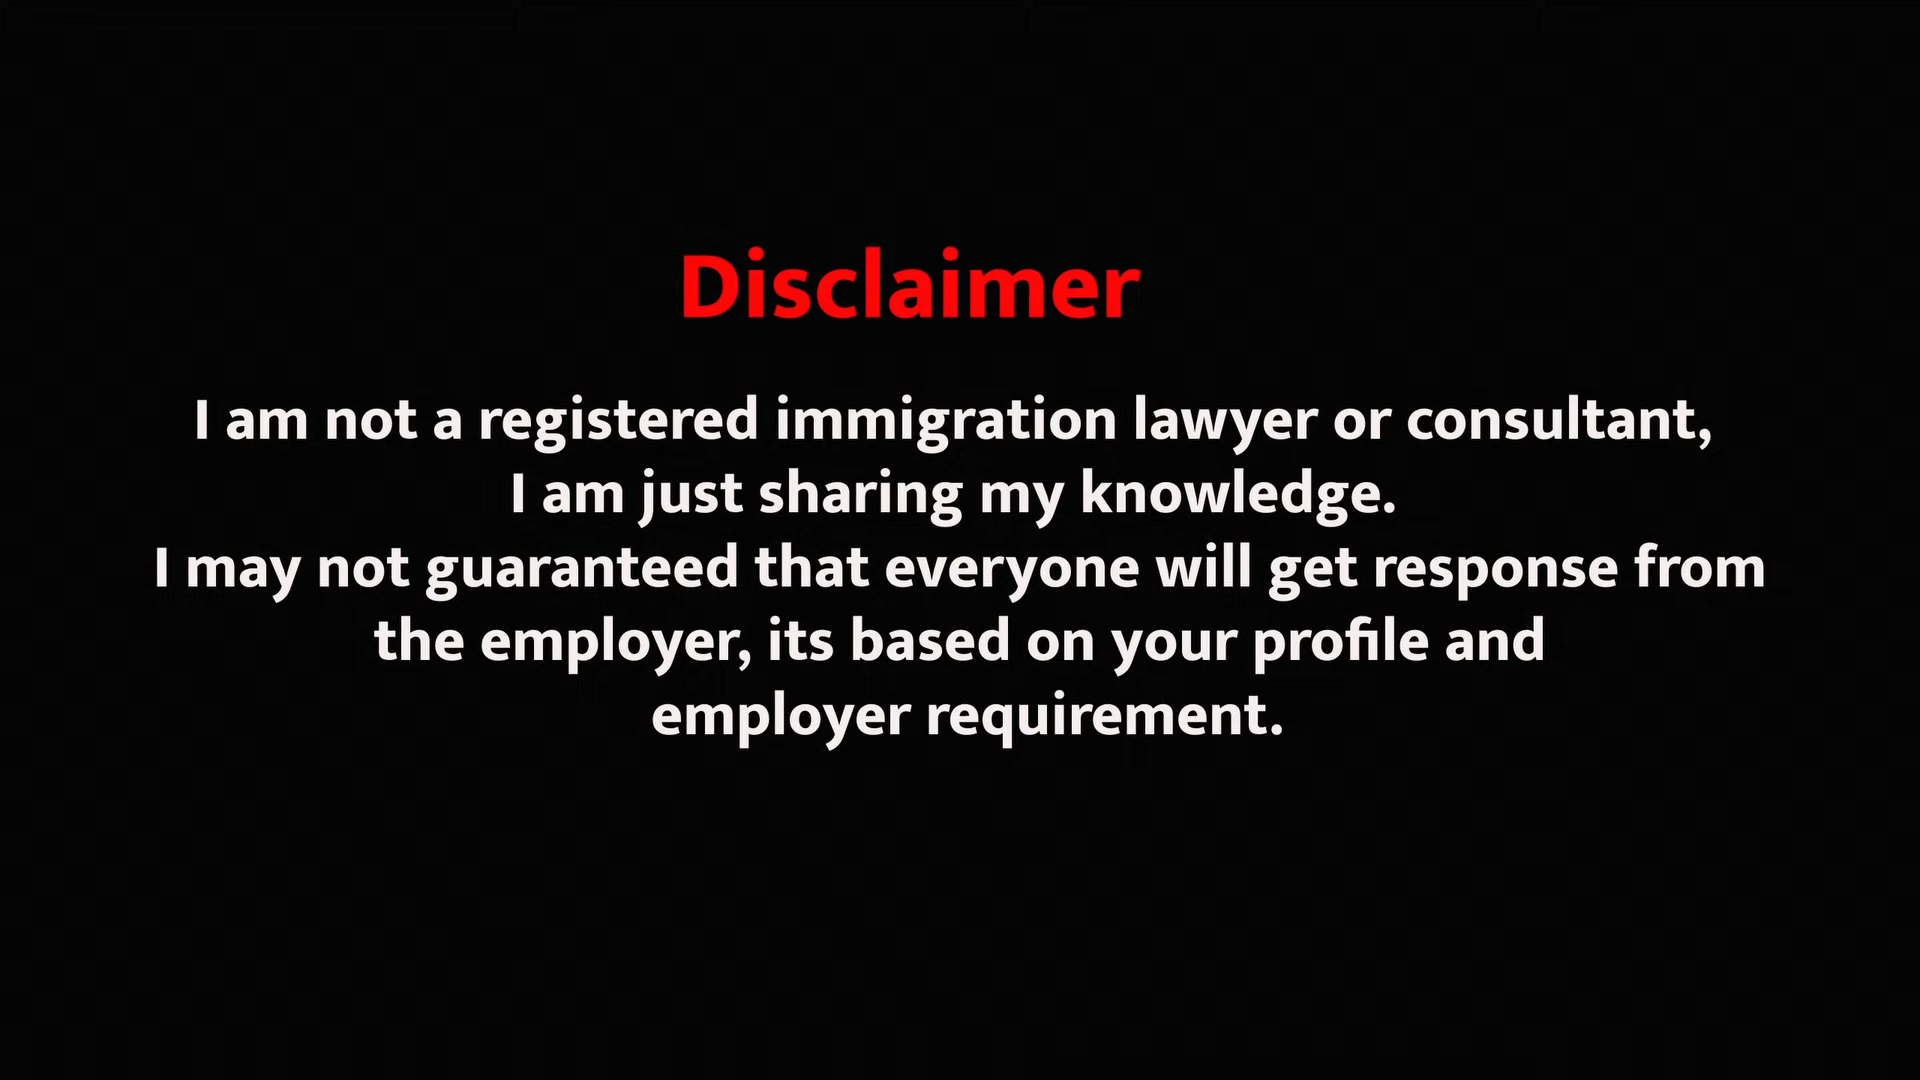 Disclaimer
I am not a registered immigration lawyer or consultant,
I am just sharing my knowledge.
I may not guaranteed that everyone will get response from
the employer, its based on your profile and
employer requirement.